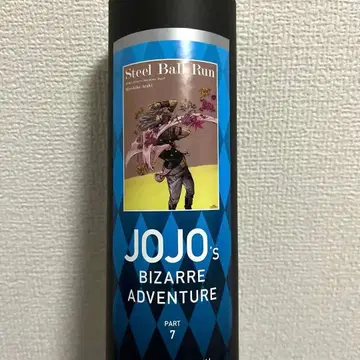 Steel Ball Run
JOJO's
BIZARRE
ADVENTURE
PART
7